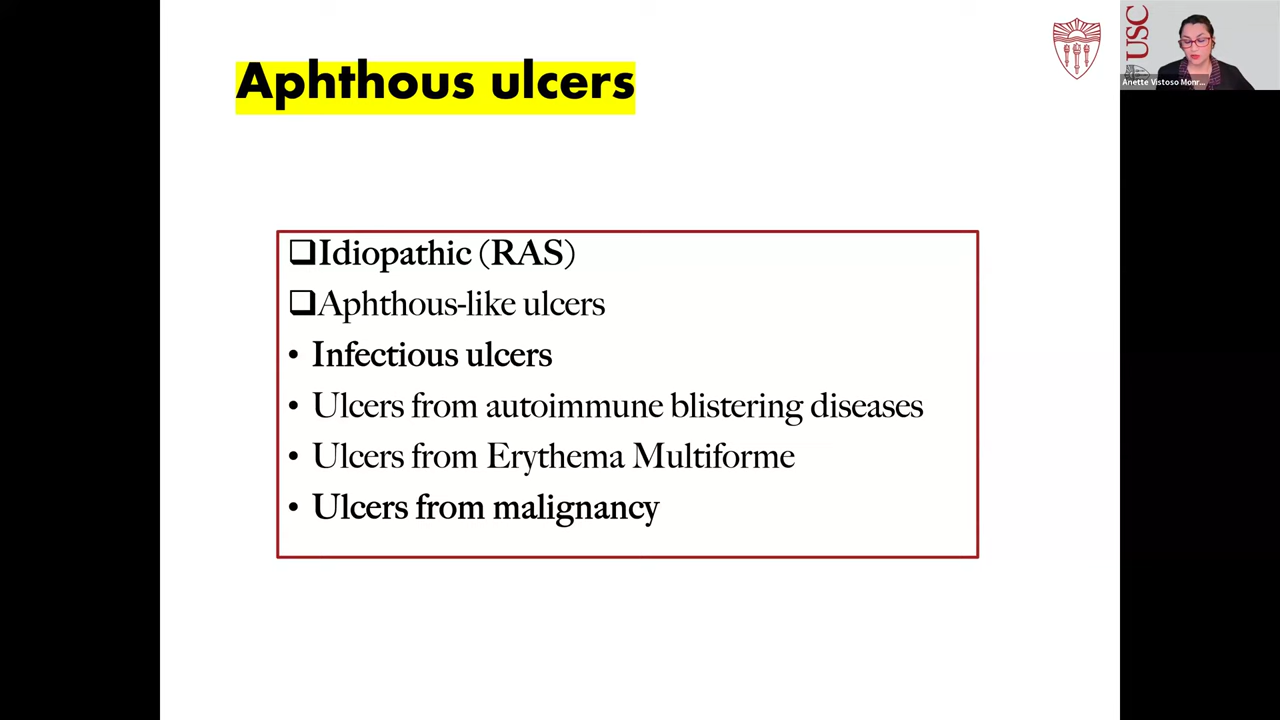 Aphthous ulcers
❑Idiopathic (RAS)
❑Aphthous-like ulcers
• Infectious ulcers
• Ulcers from autoimmune blistering diseases
• Ulcers from Erythema Multiforme
• Ulcers from malignancy
USC
Anette Vistoso Monr...